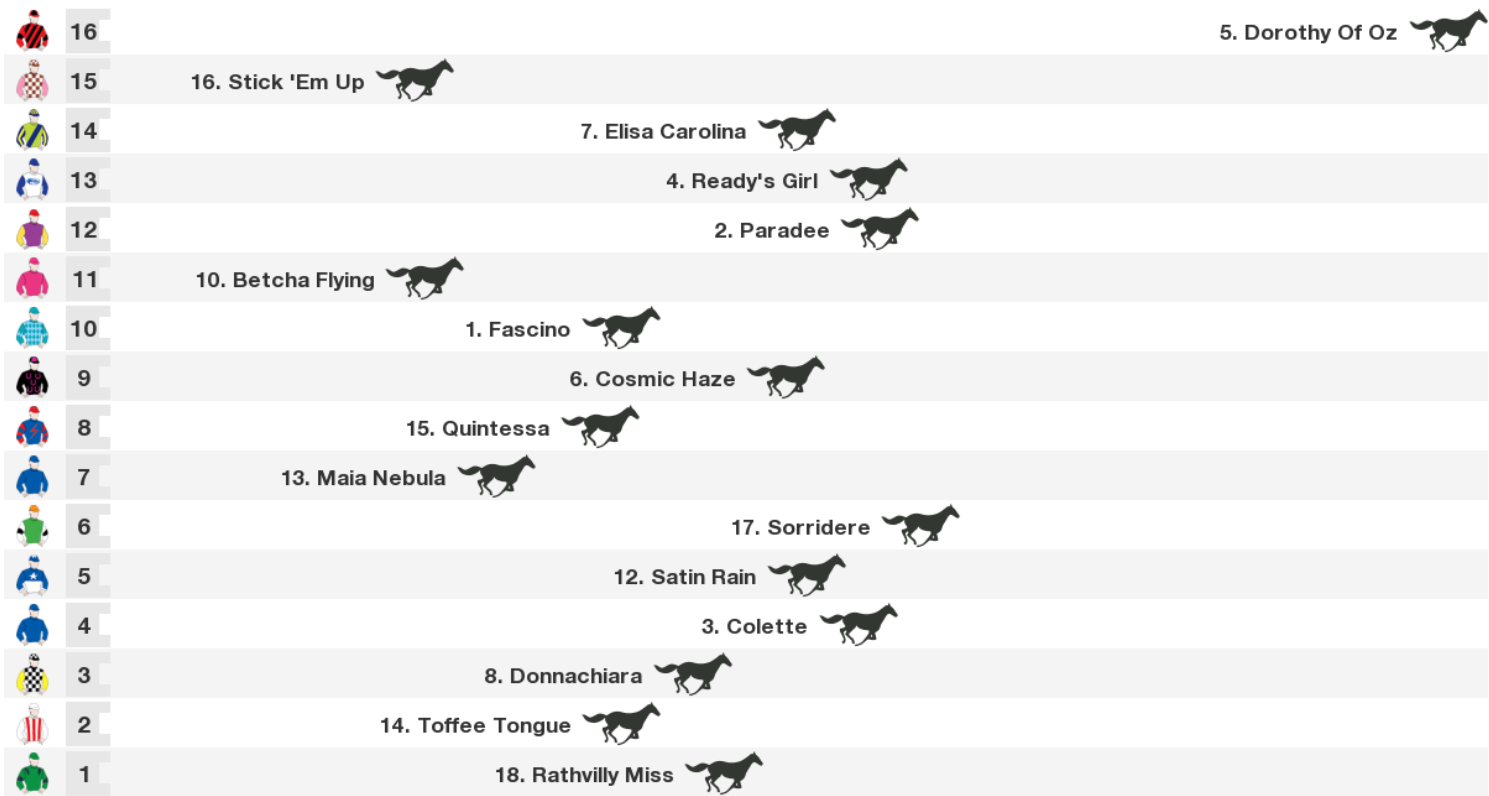 16 5. Dorothy Of Oz
15 16. Stick 'Em Up
14 7. Elisa Carolina
13 4. Ready's Girl
12 2. Paradee
11 10. Betcha Flying
10 1. Fascino
9 6. Cosmic Haze
8 15. Quintessa
7 13. Maia Nebula
6 17. Sorridere
5 12. Satin Rain
4 3. Colette
3 8. Donnachiara
2 14. Toffee Tongue
1 18. Rathvilly Miss